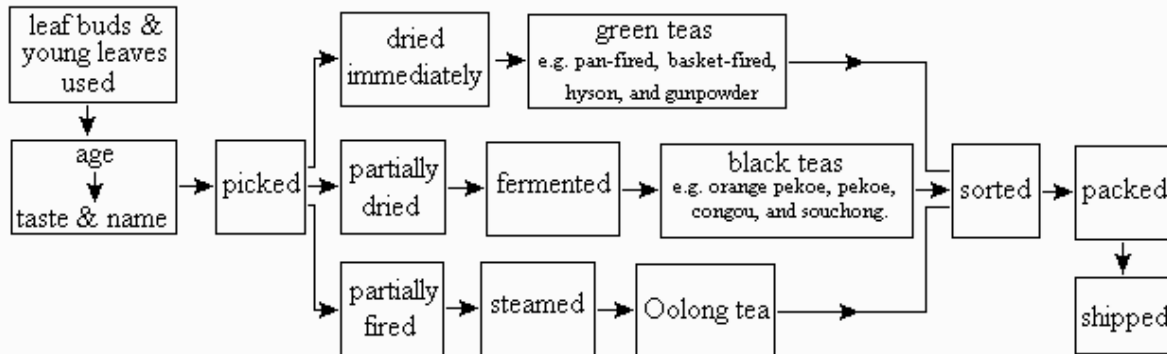 leaf buds &
young leaves
used
age
taste & name
picked
dried
immediately
green teas
e.g. pan-fired, basket-fired,
hyson, and gunpowder
partially
dried
fermented
black teas
e.g. orange pekoe, pekoe,
congou, and souchong.
partially
fired
steamed
Oolong tea
sorted
packed
shipped